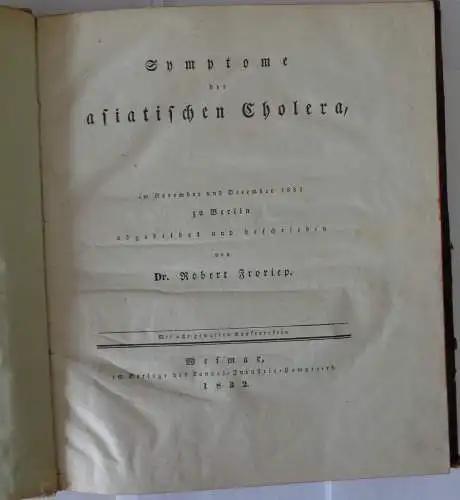 Symptome
der
asiatischen Cholera,
im November und December 1831
zu Berlin
abgebildet und beschrieben
von
Dr. Robert Froriep.
Mit acht gemalten Kupfertafeln.
Weimar,
im Verlage des Landes-Industrie-Comptoirs.
1832.